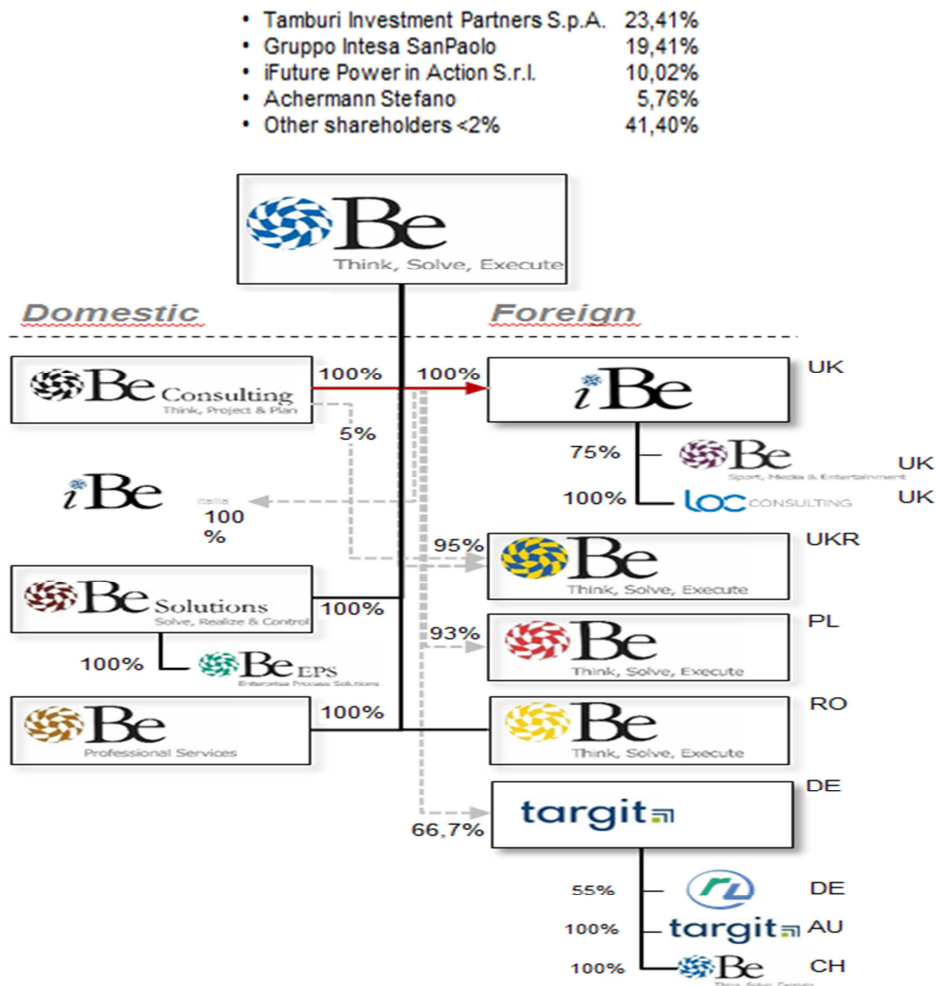 • Tamburi Investment Partners S.p.A. 23,41%
• Gruppo Intesa SanPaolo 19,41%
• iFuture Power in Action S.r.l. 10,02%
• Achermann Stefano 5,76%
• Other shareholders <2% 41,40%
Be
Think, Solve, Execute
Domestic Foreign
Be Consulting
Think, Project & Plan
100% 100%
iBe
UK
5%
75%
Be
Sport, Media & Entertainment
UK
iBe
Italia
100
%
100%
LOC CONSULTING
UK
95%
Be
Think, Solve, Execute
UKR
Be Solutions
Solve, Realize & Control
100%
93%
Be
Think, Solve, Execute
PL
100%
Be EPS
Enterprise Process Solutions
Be
Professional Services
100%
Be
Think, Solve, Execute
RO
66,7%
targit
DE
55%
rl
DE
100%
targit
AU
100%
Be
Think, Solve, Execute
CH